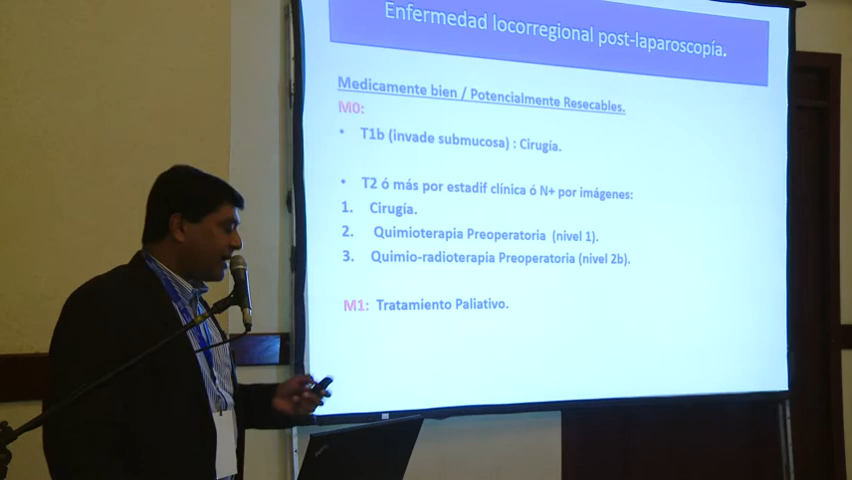 Enfermedad locorregional post-laparoscopía.
Medicamente bien / Potencialmente Resecables.
M0:
• T1b (invade submucosa) : Cirugía.
• T2 ó más por estadif clínica ó N+ por imágenes:
1. Cirugía.
2. Quimioterapia Preoperatoria (nivel 1).
3. Quimio-radioterapia Preoperatoria (nivel 2b).
M1: Tratamiento Paliativo.